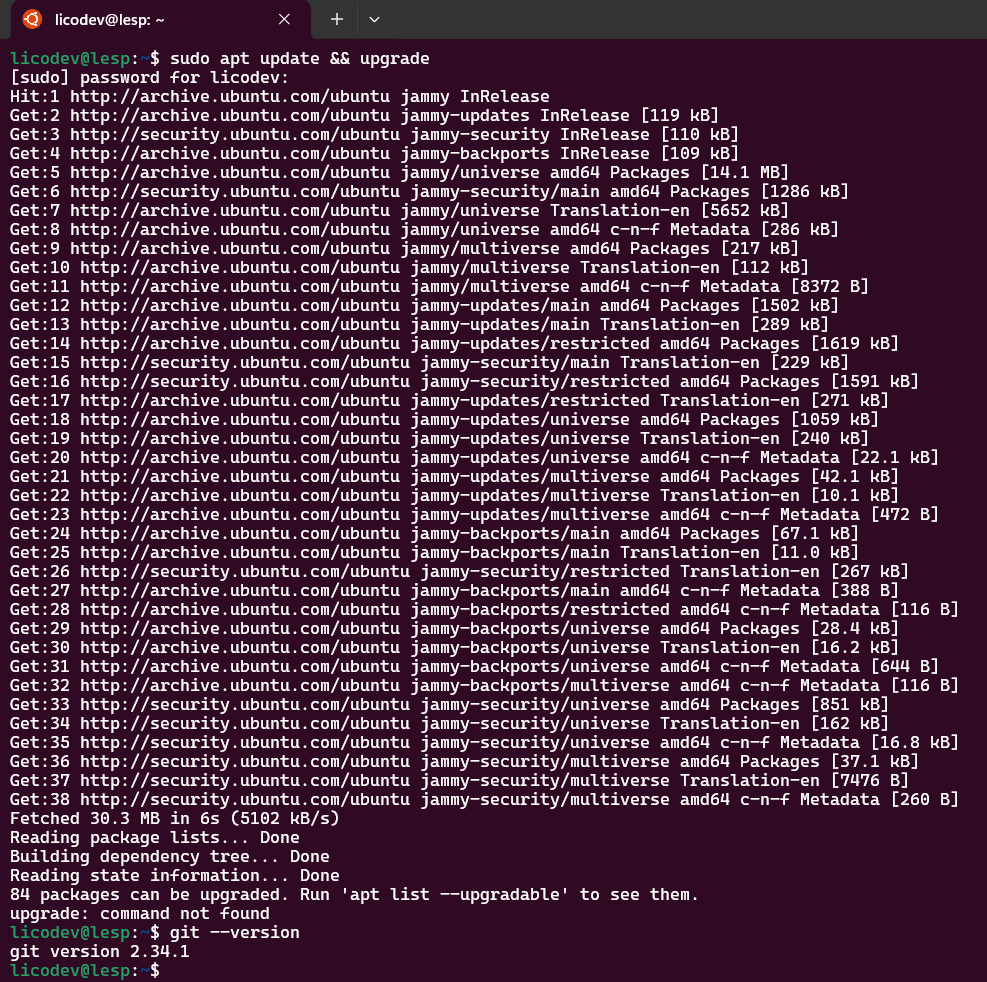 licodev@lesp: ~
licodev@lesp:~$ sudo apt update && upgrade
[sudo] password for licodev:
Hit:1 http://archive.ubuntu.com/ubuntu jammy InRelease
Get:2 http://archive.ubuntu.com/ubuntu jammy-updates InRelease [119 kB]
Get:3 http://security.ubuntu.com/ubuntu jammy-security InRelease [110 kB]
Get:4 http://archive.ubuntu.com/ubuntu jammy-backports InRelease [109 kB]
Get:5 http://archive.ubuntu.com/ubuntu jammy/universe amd64 Packages [14.1 MB]
Get:6 http://security.ubuntu.com/ubuntu jammy-security/main amd64 Packages [1286 kB]
Get:7 http://archive.ubuntu.com/ubuntu jammy/universe Translation-en [5652 kB]
Get:8 http://archive.ubuntu.com/ubuntu jammy/universe amd64 c-n-f Metadata [286 kB]
Get:9 http://archive.ubuntu.com/ubuntu jammy/multiverse amd64 Packages [217 kB]
Get:10 http://archive.ubuntu.com/ubuntu jammy/multiverse Translation-en [112 kB]
Get:11 http://archive.ubuntu.com/ubuntu jammy/multiverse amd64 c-n-f Metadata [8372 B]
Get:12 http://archive.ubuntu.com/ubuntu jammy-updates/main amd64 Packages [1502 kB]
Get:13 http://archive.ubuntu.com/ubuntu jammy-updates/main Translation-en [289 kB]
Get:14 http://archive.ubuntu.com/ubuntu jammy-updates/restricted amd64 Packages [1619 kB]
Get:15 http://security.ubuntu.com/ubuntu jammy-security/main Translation-en [229 kB]
Get:16 http://security.ubuntu.com/ubuntu jammy-security/restricted amd64 Packages [1591 kB]
Get:17 http://archive.ubuntu.com/ubuntu jammy-updates/restricted Translation-en [271 kB]
Get:18 http://archive.ubuntu.com/ubuntu jammy-updates/universe amd64 Packages [1059 kB]
Get:19 http://archive.ubuntu.com/ubuntu jammy-updates/universe Translation-en [240 kB]
Get:20 http://archive.ubuntu.com/ubuntu jammy-updates/universe amd64 c-n-f Metadata [22.1 kB]
Get:21 http://archive.ubuntu.com/ubuntu jammy-updates/multiverse amd64 Packages [42.1 kB]
Get:22 http://archive.ubuntu.com/ubuntu jammy-updates/multiverse Translation-en [10.1 kB]
Get:23 http://archive.ubuntu.com/ubuntu jammy-updates/multiverse amd64 c-n-f Metadata [472 B]
Get:24 http://archive.ubuntu.com/ubuntu jammy-backports/main amd64 Packages [67.1 kB]
Get:25 http://archive.ubuntu.com/ubuntu jammy-backports/main Translation-en [11.0 kB]
Get:26 http://security.ubuntu.com/ubuntu jammy-security/restricted Translation-en [267 kB]
Get:27 http://archive.ubuntu.com/ubuntu jammy-backports/main amd64 c-n-f Metadata [388 B]
Get:28 http://archive.ubuntu.com/ubuntu jammy-backports/restricted amd64 c-n-f Metadata [116 B]
Get:29 http://archive.ubuntu.com/ubuntu jammy-backports/universe amd64 Packages [28.4 kB]
Get:30 http://archive.ubuntu.com/ubuntu jammy-backports/universe Translation-en [16.2 kB]
Get:31 http://archive.ubuntu.com/ubuntu jammy-backports/universe amd64 c-n-f Metadata [644 B]
Get:32 http://archive.ubuntu.com/ubuntu jammy-backports/multiverse amd64 c-n-f Metadata [116 B]
Get:33 http://security.ubuntu.com/ubuntu jammy-security/universe amd64 Packages [851 kB]
Get:34 http://security.ubuntu.com/ubuntu jammy-security/universe Translation-en [162 kB]
Get:35 http://security.ubuntu.com/ubuntu jammy-security/universe amd64 c-n-f Metadata [16.8 kB]
Get:36 http://security.ubuntu.com/ubuntu jammy-security/multiverse amd64 Packages [37.1 kB]
Get:37 http://security.ubuntu.com/ubuntu jammy-security/multiverse Translation-en [7476 B]
Get:38 http://security.ubuntu.com/ubuntu jammy-security/multiverse amd64 c-n-f Metadata [260 B]
Fetched 30.3 MB in 6s (5102 kB/s)
Reading package lists... Done
Building dependency tree... Done
Reading state information... Done
84 packages can be upgraded. Run 'apt list --upgradable' to see them.
upgrade: command not found
licodev@lesp:~$ git --version
git version 2.34.1
licodev@lesp:~$